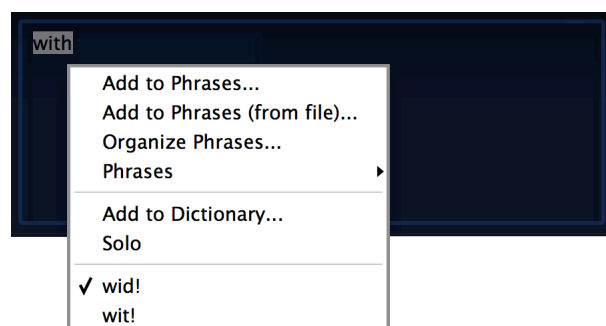 with
Add to Phrases...
Add to Phrases (from file)...
Organize Phrases...
Phrases
Add to Dictionary...
Solo
wid!
wit!